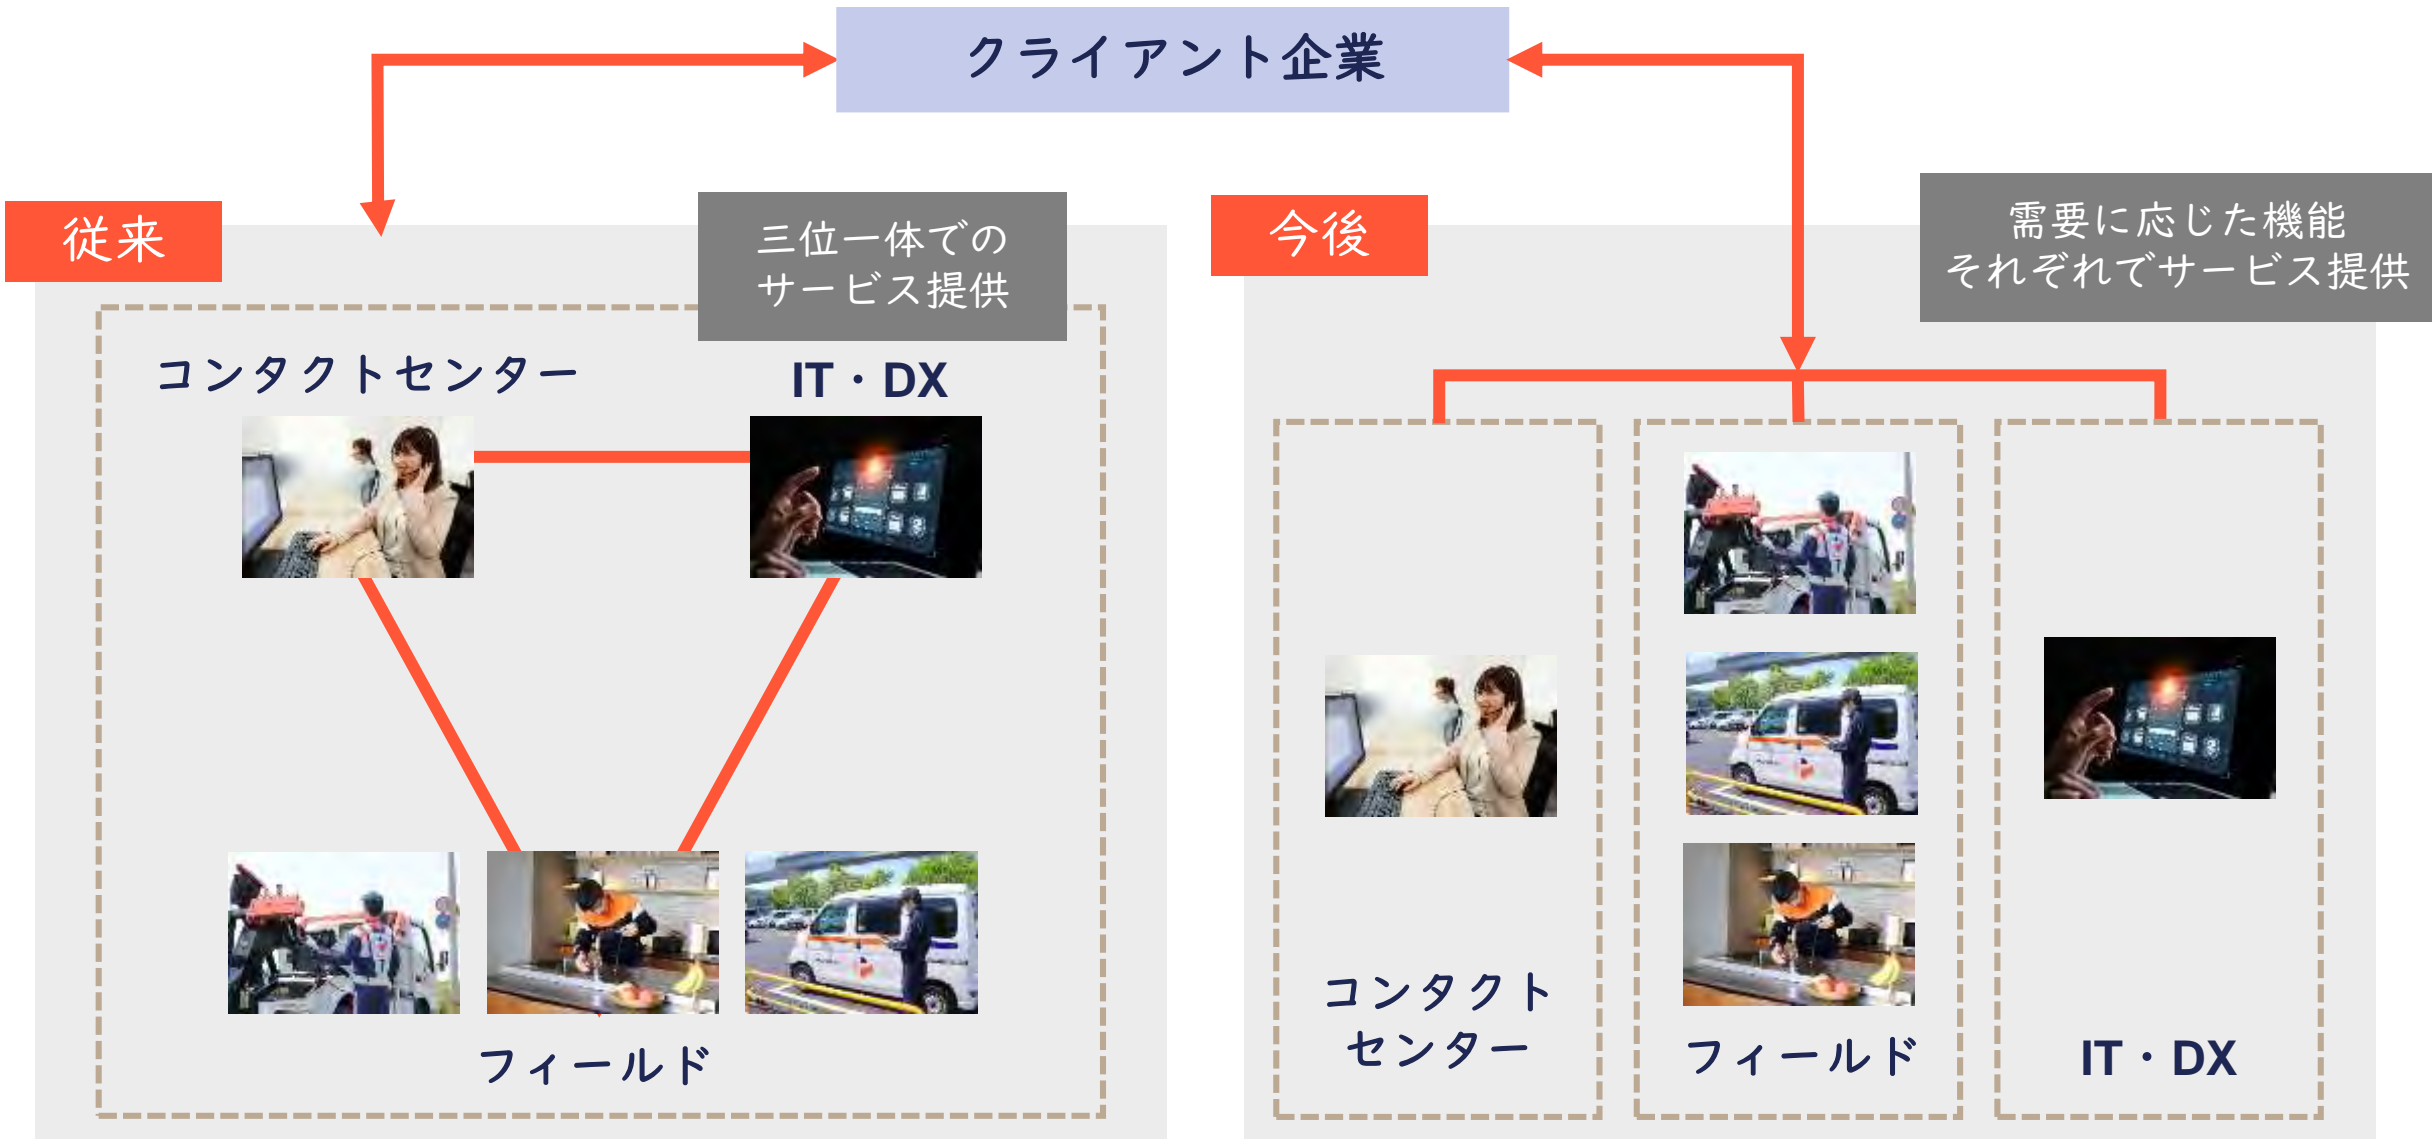 クライアント企業
従来
三位一体での
サービス提供
コンタクトセンター
IT・DX
フィールド
今後
需要に応じた機能
それぞれでサービス提供
コンタクト
センター
フィールド
IT・DX